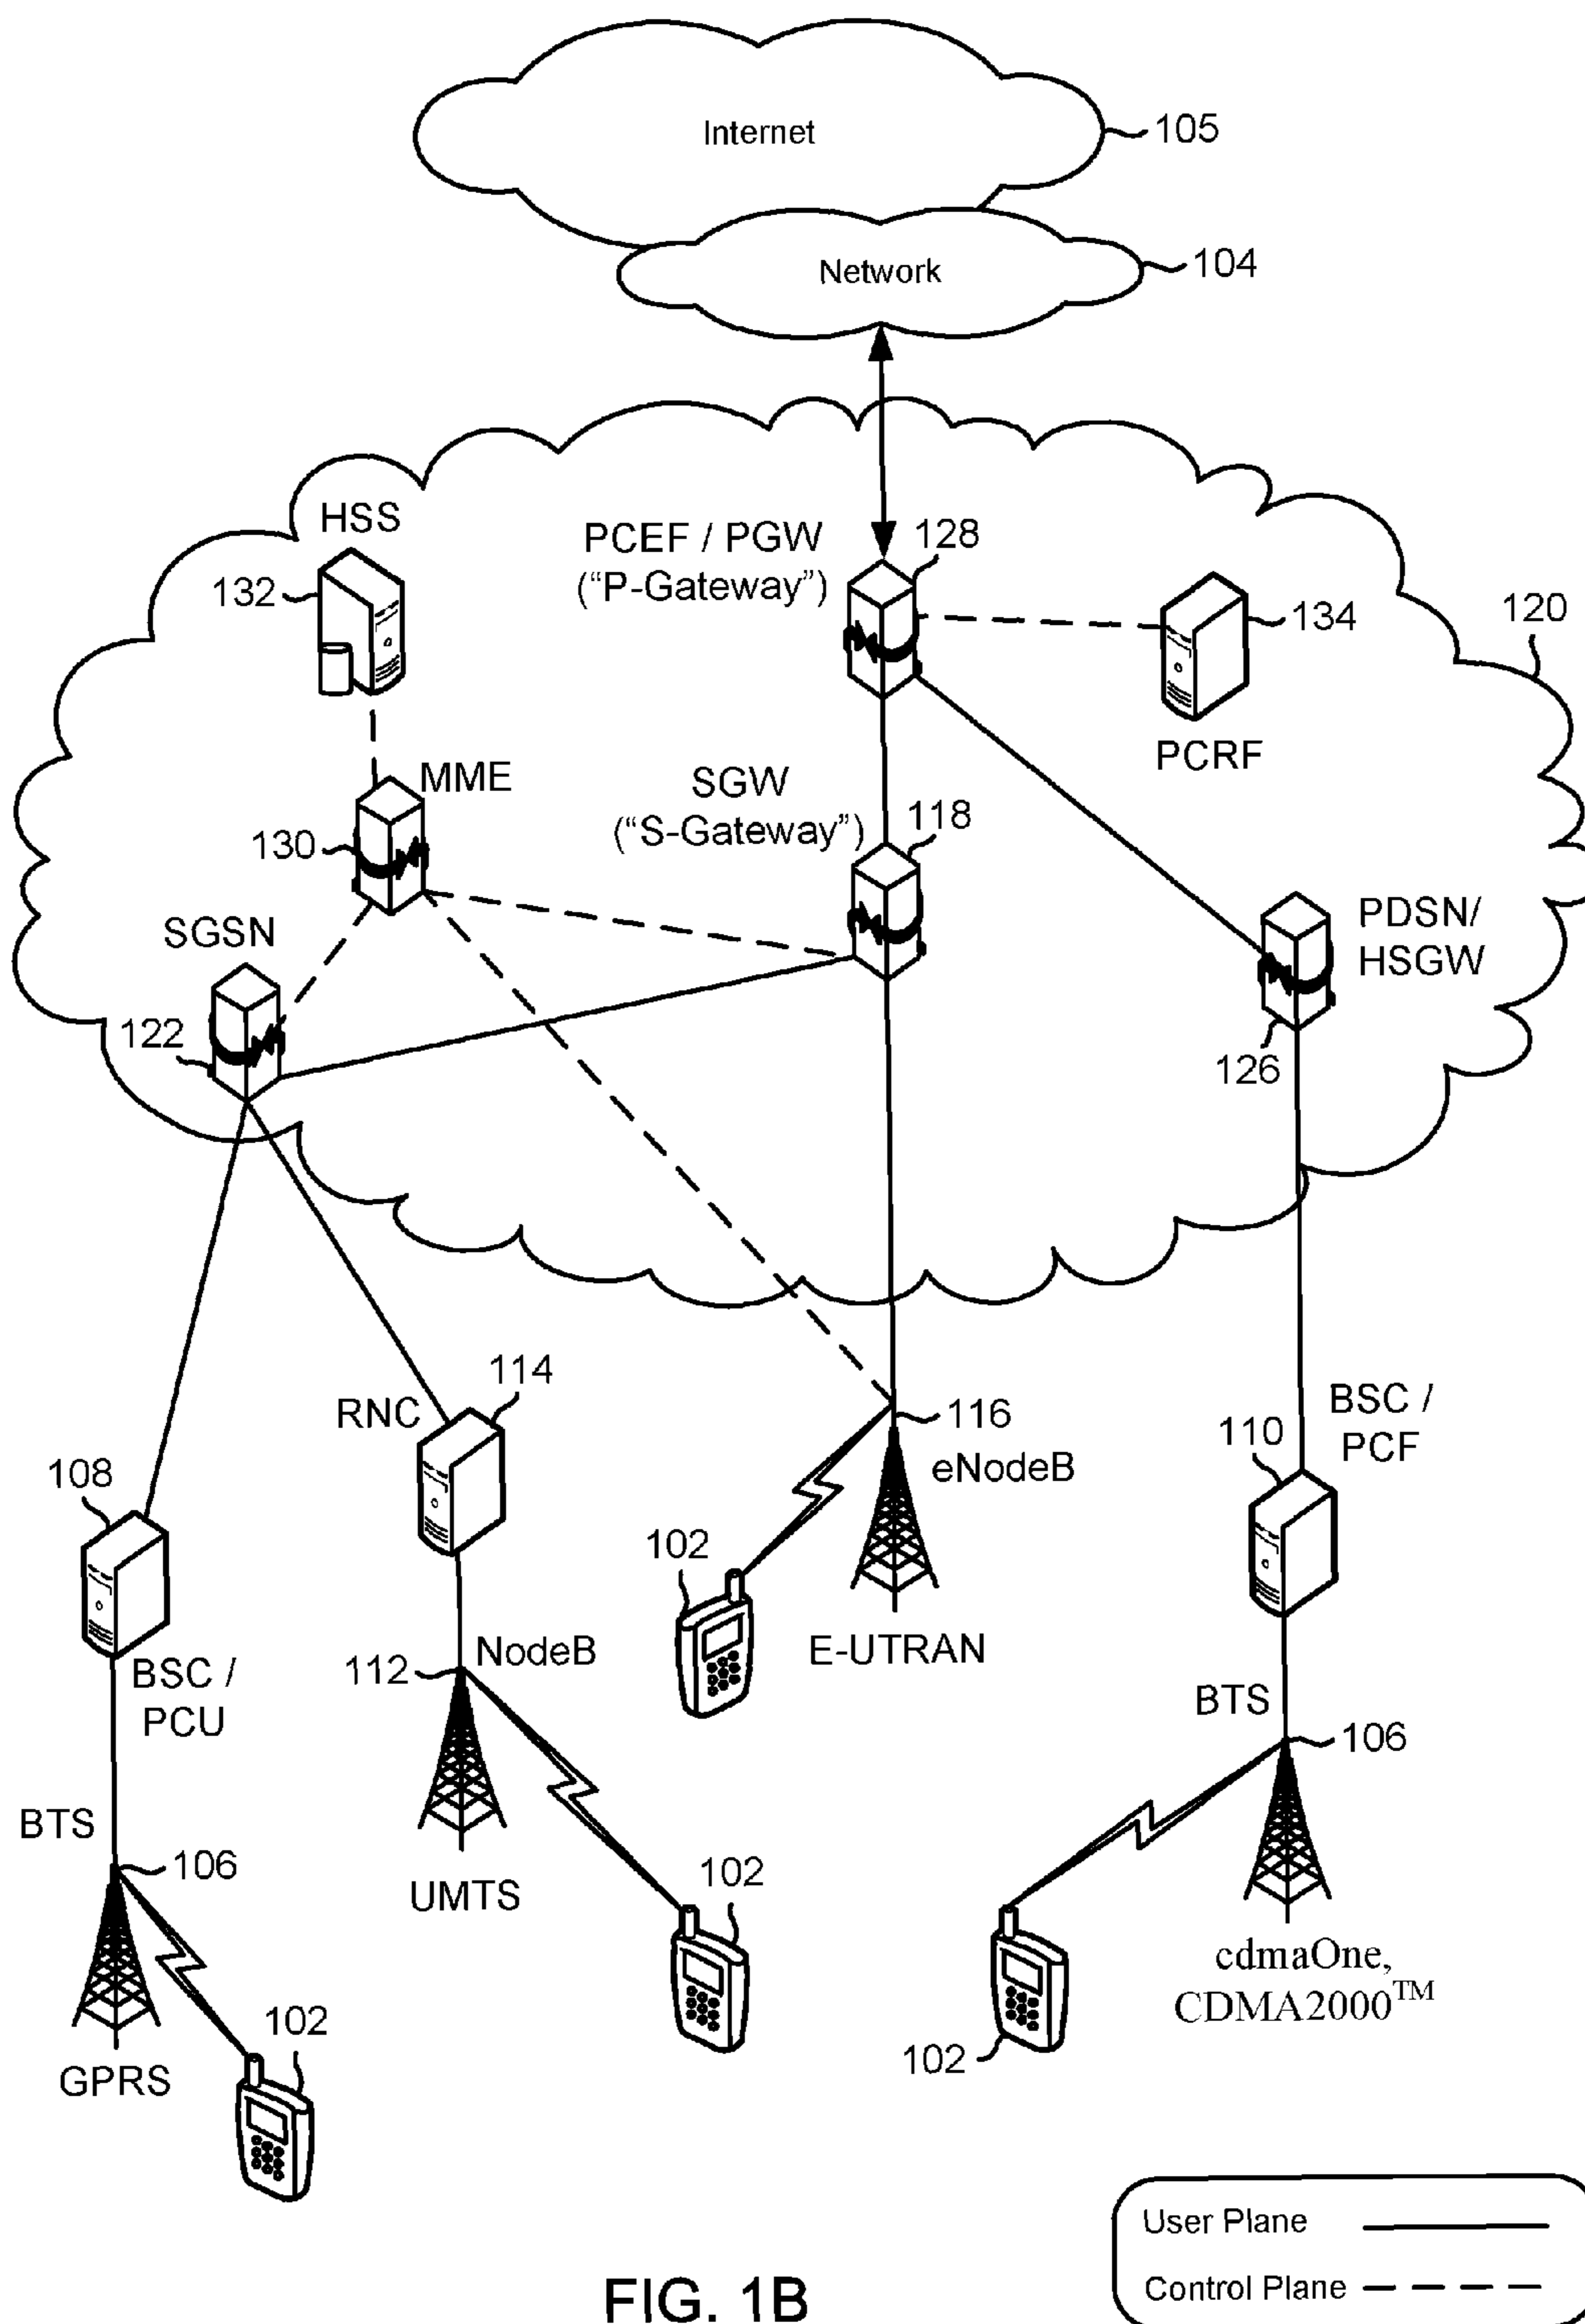 Internet
105
Network
104
HSS
132
PCEF / PGW
(“P-Gateway”)
128
134
PCRF
120
MME
130
SGW
(“S-Gateway”)
118
SGSN
122
PDSN/
HSGW
126
RNC
114
116
eNodeB
BSC /
PCF
110
108
102
E-UTRAN
BSC /
PCU
112
NodeB
BTS
106
BTS
106
UMTS
102
cdmaOne,
CDMA2000™
102
102
GPRS
User Plane
Control Plane
FIG. 1B